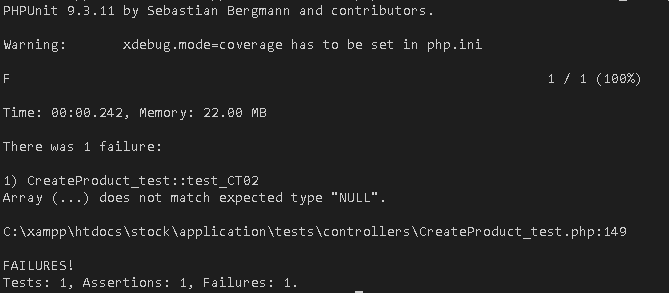 PHPUnit 9.3.11 by Sebastian Bergmann and contributors.
Warning: xdebug.mode=coverage has to be set in php.ini
F 1 / 1 (100%)
Time: 00:00.242, Memory: 22.00 MB
There was 1 failure:
1) CreateProduct_test::test_CT02
Array (...) does not match expected type "NULL".
C:\xampp\htdocs\stock\application\tests\controllers\CreateProduct_test.php:149
FAILURES!
Tests: 1, Assertions: 1, Failures: 1.